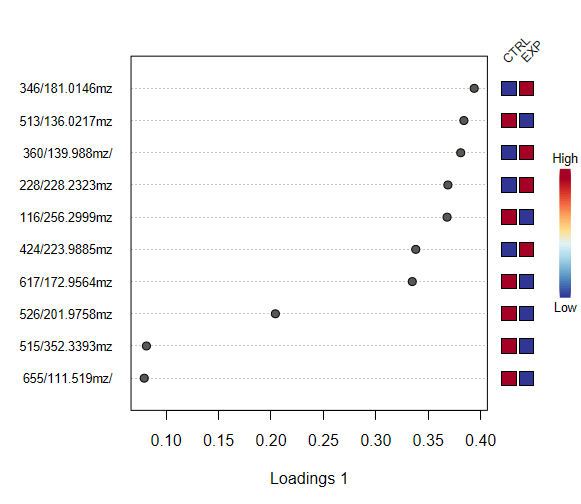 CTRL
EXP
346/181.0146mz
513/136.0217mz
360/139.988mz/
228/228.2323mz
116/256.2999mz
424/223.9885mz
617/172.9564mz
526/201.9758mz
515/352.3393mz
655/111.519mz/
High
Low
0.10 0.15 0.20 0.25 0.30 0.35 0.40
Loadings 1